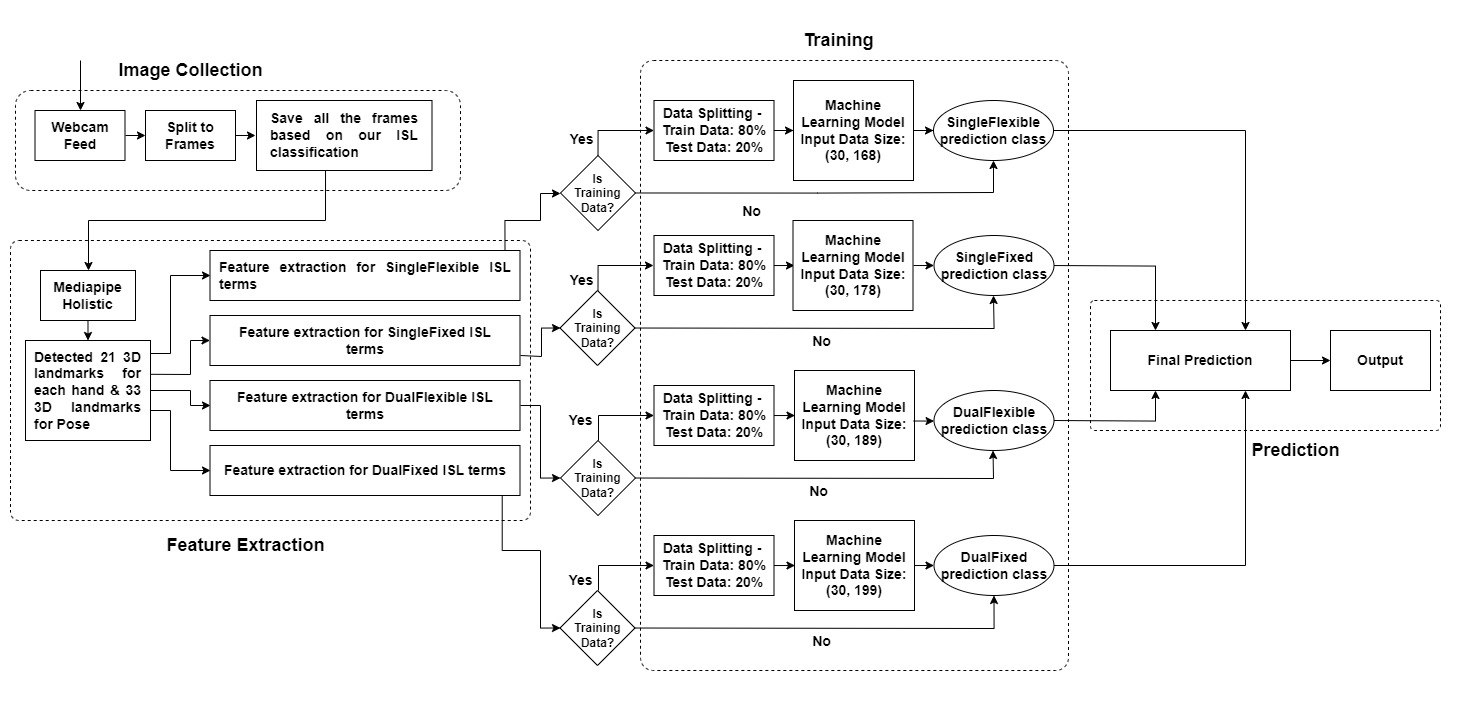 Training
Image Collection
Webcam
Feed
Split to
Frames
Save all the frames
based on our ISL
classification
Mediapipe
Holistic
Detected 21 3D
landmarks for
each hand & 33
3D landmarks
for Pose
Feature extraction for SingleFlexible ISL
terms
Feature extraction for SingleFixed ISL
terms
Feature extraction for DualFlexible ISL
terms
Feature extraction for DualFixed ISL terms
Feature Extraction
Yes
Is
Training
Data?
No
Data Splitting -
Train Data: 80%
Test Data: 20%
Machine
Learning Model
Input Data Size:
(30, 168)
SingleFlexible
prediction class
Yes
Is
Training
Data?
No
Data Splitting -
Train Data: 80%
Test Data: 20%
Machine
Learning Model
Input Data Size:
(30, 178)
SingleFixed
prediction class
Yes
Is
Training
Data?
No
Data Splitting -
Train Data: 80%
Test Data: 20%
Machine
Learning Model
Input Data Size:
(30, 189)
DualFlexible
prediction class
Yes
Is
Training
Data?
No
Data Splitting -
Train Data: 80%
Test Data: 20%
Machine
Learning Model
Input Data Size:
(30, 199)
DualFixed
prediction class
Final Prediction
Output
Prediction